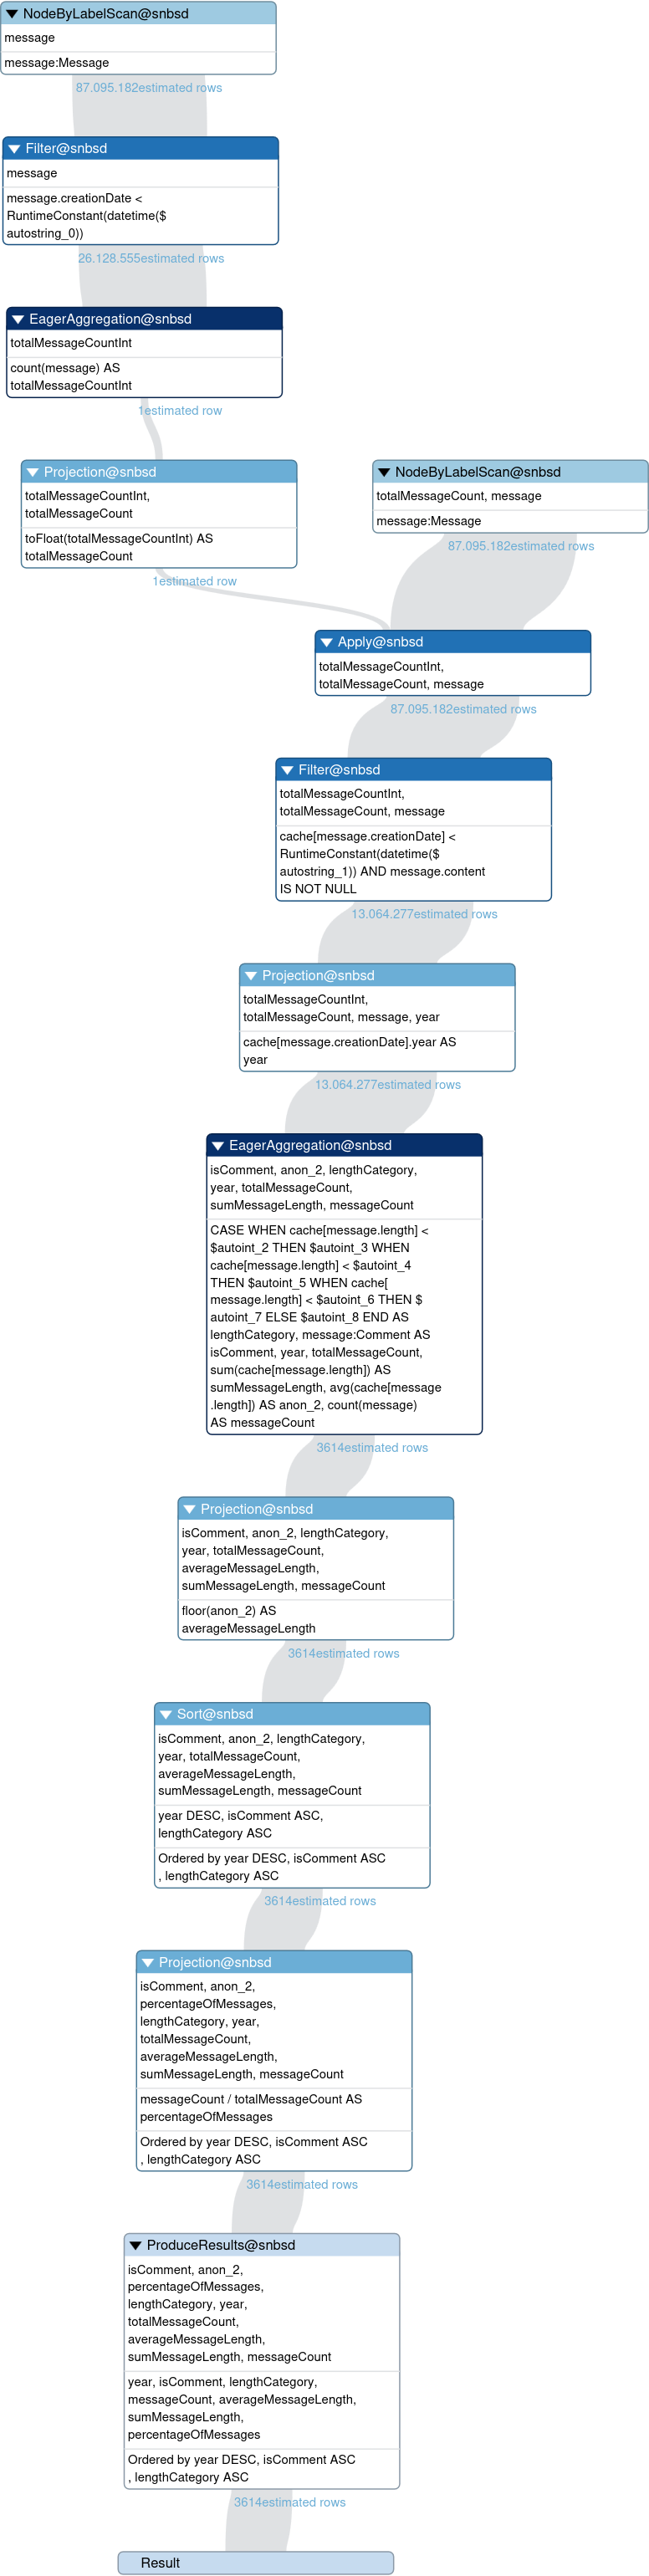 NodeByLabelScan@snbsd
message
message:Message
87.095.182estimated rows
Filter@snbsd
message
message.creationDate <
RuntimeConstant(datetime($
autostring_0))
26.128.555estimated rows
EagerAggregation@snbsd
totalMessageCountInt
count(message) AS
totalMessageCountInt
1estimated row
Projection@snbsd
totalMessageCountInt,
totalMessageCount
toFloat(totalMessageCountInt) AS
totalMessageCount
1estimated row
NodeByLabelScan@snbsd
totalMessageCount, message
message:Message
87.095.182estimated rows
Apply@snbsd
totalMessageCountInt,
totalMessageCount, message
87.095.182estimated rows
Filter@snbsd
totalMessageCountInt,
totalMessageCount, message
cache[message.creationDate] <
RuntimeConstant(datetime($
autostring_1)) AND message.content
IS NOT NULL
13.064.277estimated rows
Projection@snbsd
totalMessageCountInt,
totalMessageCount, message, year
cache[message.creationDate].year AS
year
13.064.277estimated rows
EagerAggregation@snbsd
isComment, anon_2, lengthCategory,
year, totalMessageCount,
sumMessageLength, messageCount
CASE WHEN cache[message.length] <
$autoint_2 THEN $autoint_3 WHEN
cache[message.length] < $autoint_4
THEN $autoint_5 WHEN cache[
message.length] < $autoint_6 THEN $
autoint_7 ELSE $autoint_8 END AS
lengthCategory, message:Comment AS
isComment, year, totalMessageCount,
sum(cache[message.length]) AS
sumMessageLength, avg(cache[message
.length]) AS anon_2, count(message)
AS messageCount
3614estimated rows
Projection@snbsd
isComment, anon_2, lengthCategory,
year, totalMessageCount,
averageMessageLength,
sumMessageLength, messageCount
floor(anon_2) AS
averageMessageLength
3614estimated rows
Sort@snbsd
isComment, anon_2, lengthCategory,
year, totalMessageCount,
averageMessageLength,
sumMessageLength, messageCount
year DESC, isComment ASC,
lengthCategory ASC
Ordered by year DESC, isComment ASC
, lengthCategory ASC
3614estimated rows
Projection@snbsd
isComment, anon_2,
percentageOfMessages,
lengthCategory, year,
totalMessageCount,
averageMessageLength,
sumMessageLength, messageCount
messageCount / totalMessageCount AS
percentageOfMessages
Ordered by year DESC, isComment ASC
, lengthCategory ASC
3614estimated rows
ProduceResults@snbsd
isComment, anon_2,
percentageOfMessages,
lengthCategory, year,
totalMessageCount,
averageMessageLength,
sumMessageLength, messageCount
year, isComment, lengthCategory,
messageCount, averageMessageLength,
sumMessageLength,
percentageOfMessages
Ordered by year DESC, isComment ASC
, lengthCategory ASC
3614estimated rows
Result